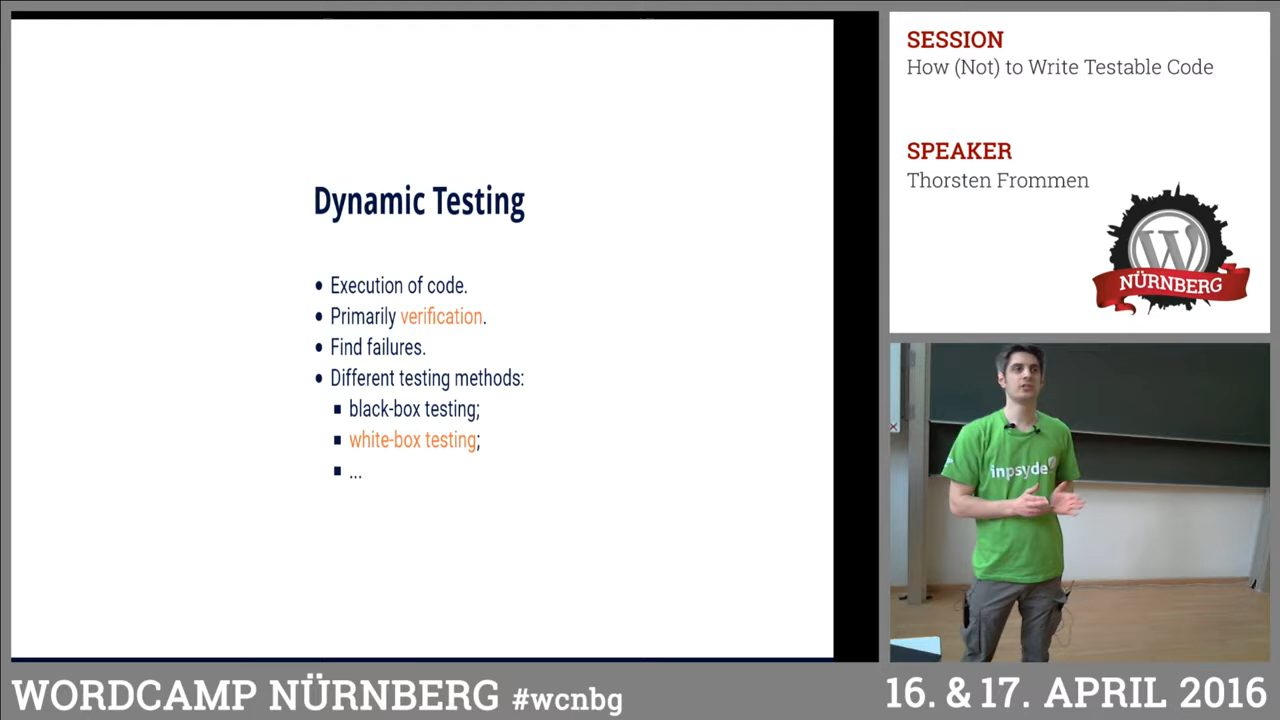 Dynamic Testing
• Execution of code.
• Primarily verification.
• Find failures.
• Different testing methods:
▪ black-box testing;
▪ white-box testing;
▪ ...
SESSION
How (Not) to Write Testable Code
SPEAKER
Thorsten Frommen
W
NÜRNBERG
inpsyde
WORDCAMP NÜRNBERG #wcnbg
16. & 17. APRIL 2016